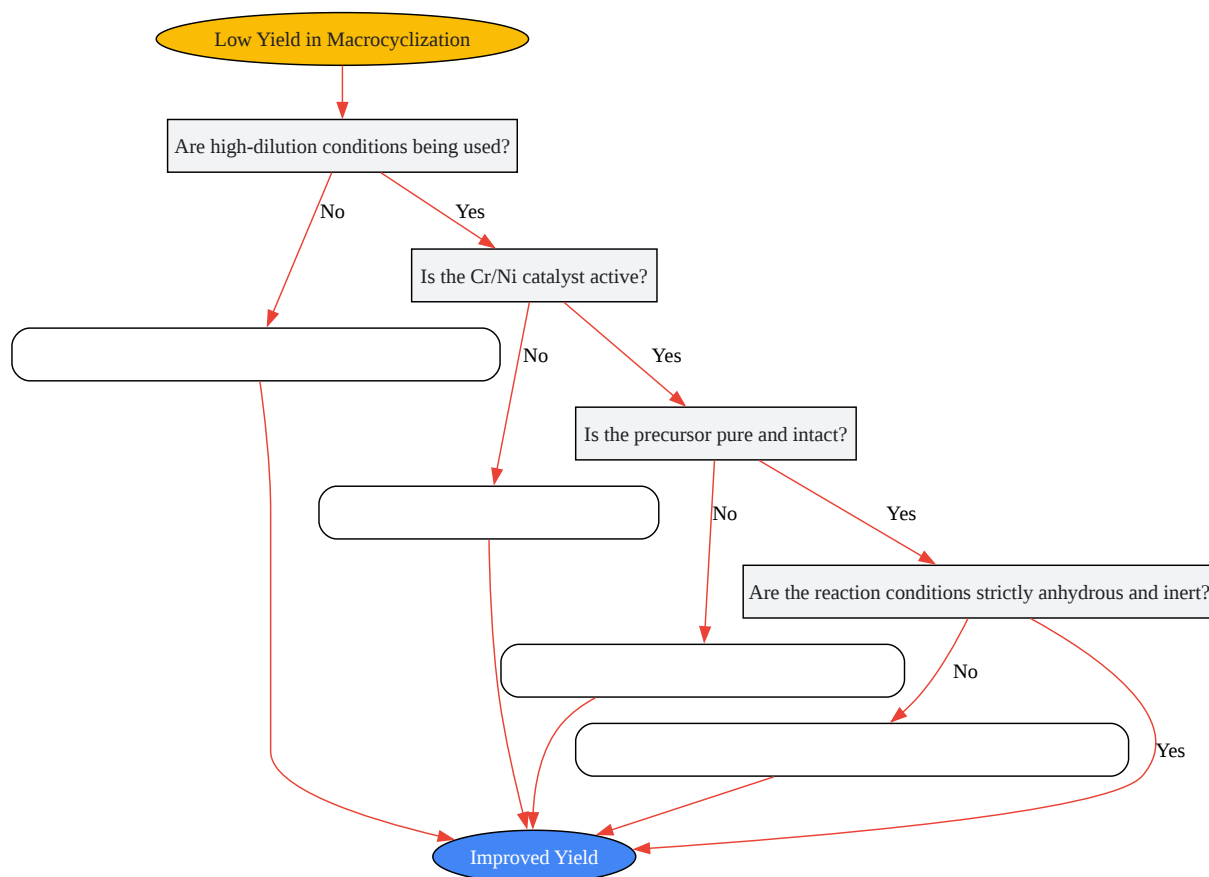 Low Yield in Macrocyclization
Are high-dilution conditions being used?
No
Yes
Is the Cr/Ni catalyst active?
No
Yes
Is the precursor pure and intact?
No
Yes
Are the reaction conditions strictly anhydrous and inert?
No
Yes
Improved Yield